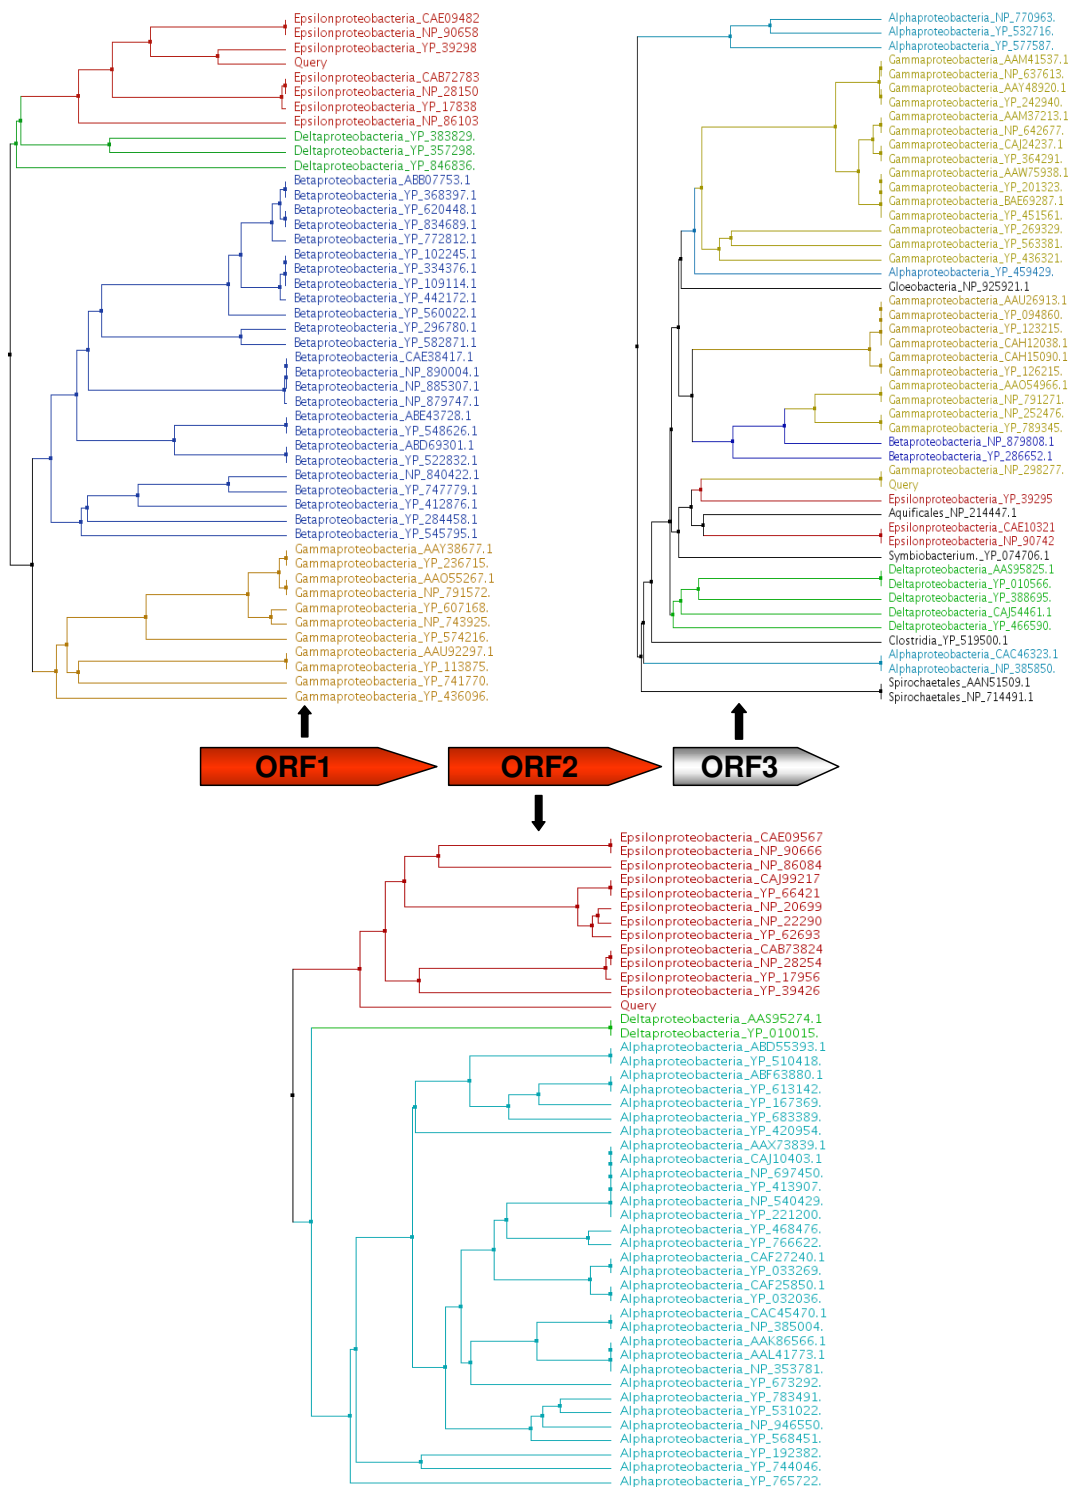 Epsilonproteobacteria_CAE09482
Epsilonproteobacteria_NP_90658
Epsilonproteobacteria_YP_39298
Query
Epsilonproteobacteria_CAB72783
Epsilonproteobacteria_NP_28150
Epsilonproteobacteria_YP_17838
Epsilonproteobacteria_NP_86103
Deltaproteobacteria_YP_383829.
Deltaproteobacteria_YP_357298.
Deltaproteobacteria_YP_846836.
Betaproteobacteria_ABB07753.1
Betaproteobacteria_YP_368397.1
Betaproteobacteria_YP_620448.1
Betaproteobacteria_YP_834689.1
Betaproteobacteria_YP_772812.1
Betaproteobacteria_YP_102245.1
Betaproteobacteria_YP_334376.1
Betaproteobacteria_YP_109114.1
Betaproteobacteria_YP_442172.1
Betaproteobacteria_YP_560022.1
Betaproteobacteria_YP_296780.1
Betaproteobacteria_YP_582871.1
Betaproteobacteria_CAE38417.1
Betaproteobacteria_NP_890004.1
Betaproteobacteria_NP_885307.1
Betaproteobacteria_NP_879747.1
Betaproteobacteria_ABE43728.1
Betaproteobacteria_YP_548626.1
Betaproteobacteria_ABD69301.1
Betaproteobacteria_YP_522832.1
Betaproteobacteria_NP_840422.1
Betaproteobacteria_YP_747779.1
Betaproteobacteria_YP_412876.1
Betaproteobacteria_YP_284458.1
Betaproteobacteria_YP_545795.1
Gammaproteobacteria_AAY38677.1
Gammaproteobacteria_YP_236715.
Gammaproteobacteria_AAO55267.1
Gammaproteobacteria_NP_791572.
Gammaproteobacteria_YP_607168.
Gammaproteobacteria_NP_743925.
Gammaproteobacteria_YP_574216.
Gammaproteobacteria_AAU92297.1
Gammaproteobacteria_YP_113875.
Gammaproteobacteria_YP_741770.
Gammaproteobacteria_YP_436096.
Alphaproteobacteria_NP_770963.
Alphaproteobacteria_YP_532716.
Alphaproteobacteria_YP_577587.
Gammaproteobacteria_AAM41537.1
Gammaproteobacteria_NP_637613.
Gammaproteobacteria_AAY48920.1
Gammaproteobacteria_YP_242940.
Gammaproteobacteria_AAM37213.1
Gammaproteobacteria_NP_642677.
Gammaproteobacteria_CAJ24237.1
Gammaproteobacteria_YP_364291.
Gammaproteobacteria_AAW75938.1
Gammaproteobacteria_YP_201323.
Gammaproteobacteria_BAE69287.1
Gammaproteobacteria_YP_451561.
Gammaproteobacteria_YP_269329.
Gammaproteobacteria_YP_563381.
Gammaproteobacteria_YP_436321.
Alphaproteobacteria_YP_459429.
Gloeobacteria_NP_925921.1
Gammaproteobacteria_AAU26913.1
Gammaproteobacteria_YP_094860.
Gammaproteobacteria_YP_123215.
Gammaproteobacteria_CAH12038.1
Gammaproteobacteria_CAH15090.1
Gammaproteobacteria_YP_126215.
Gammaproteobacteria_AAO54966.1
Gammaproteobacteria_NP_791271.
Gammaproteobacteria_NP_252476.
Gammaproteobacteria_YP_789345.
Betaproteobacteria_NP_879808.1
Betaproteobacteria_YP_286652.1
Gammaproteobacteria_NP_298277.
Query
Epsilonproteobacteria_YP_39295
Aquificales_NP_214447.1
Epsilonproteobacteria_CAE10321
Epsilonproteobacteria_NP_90742
Symbiobacterium._YP_074706.1
Deltaproteobacteria_AAS95825.1
Deltaproteobacteria_YP_010566.
Deltaproteobacteria_YP_388695.
Deltaproteobacteria_CAJ54461.1
Deltaproteobacteria_YP_466590.
Clostridia_YP_519500.1
Alphaproteobacteria_CAC46323.1
Alphaproteobacteria_NP_385850.
Spirochaetales_AAN51509.1
Spirochaetales_NP_714491.1
ORF1 ORF2 ORF3
Epsilonproteobacteria_CAE09567
Epsilonproteobacteria_NP_90666
Epsilonproteobacteria_NP_86084
Epsilonproteobacteria_CAJ99217
Epsilonproteobacteria_YP_66421
Epsilonproteobacteria_NP_20699
Epsilonproteobacteria_NP_22290
Epsilonproteobacteria_YP_62693
Epsilonproteobacteria_CAB73824
Epsilonproteobacteria_NP_28254
Epsilonproteobacteria_YP_17956
Epsilonproteobacteria_YP_39426
Query
Deltaproteobacteria_AAS95274.1
Deltaproteobacteria_YP_010015.
Alphaproteobacteria_ABD55393.1
Alphaproteobacteria_YP_510418.
Alphaproteobacteria_ABF63880.1
Alphaproteobacteria_YP_613142.
Alphaproteobacteria_YP_167369.
Alphaproteobacteria_YP_683389.
Alphaproteobacteria_YP_420954.
Alphaproteobacteria_AAX73839.1
Alphaproteobacteria_CAJ10403.1
Alphaproteobacteria_NP_697450.
Alphaproteobacteria_YP_413907.
Alphaproteobacteria_NP_540429.
Alphaproteobacteria_YP_221200.
Alphaproteobacteria_YP_468476.
Alphaproteobacteria_YP_766622.
Alphaproteobacteria_CAF27240.1
Alphaproteobacteria_YP_033269.
Alphaproteobacteria_CAF25850.1
Alphaproteobacteria_YP_032036.
Alphaproteobacteria_CAC45470.1
Alphaproteobacteria_NP_385004.
Alphaproteobacteria_AAK86566.1
Alphaproteobacteria_AAL41773.1
Alphaproteobacteria_NP_353781.
Alphaproteobacteria_YP_673292.
Alphaproteobacteria_YP_783491.
Alphaproteobacteria_YP_531022.
Alphaproteobacteria_NP_946550.
Alphaproteobacteria_YP_568451.
Alphaproteobacteria_YP_192382.
Alphaproteobacteria_YP_744046.
Alphaproteobacteria_YP_765722.